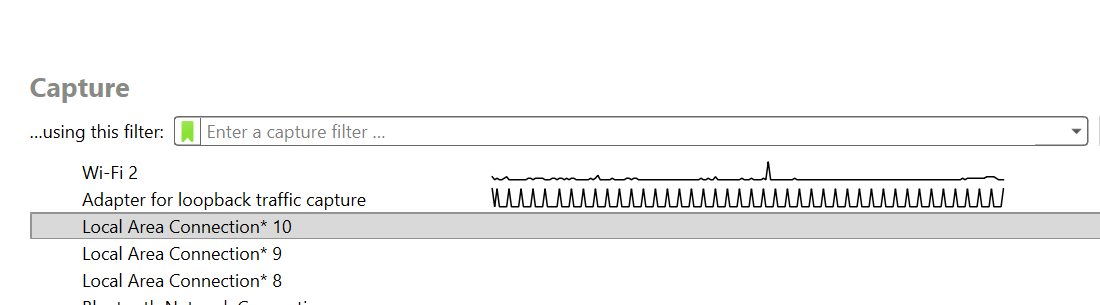 Capture
...using this filter:
Enter a capture filter ...
Wi-Fi 2
Adapter for loopback traffic capture
Local Area Connection* 10
Local Area Connection* 9
Local Area Connection* 8